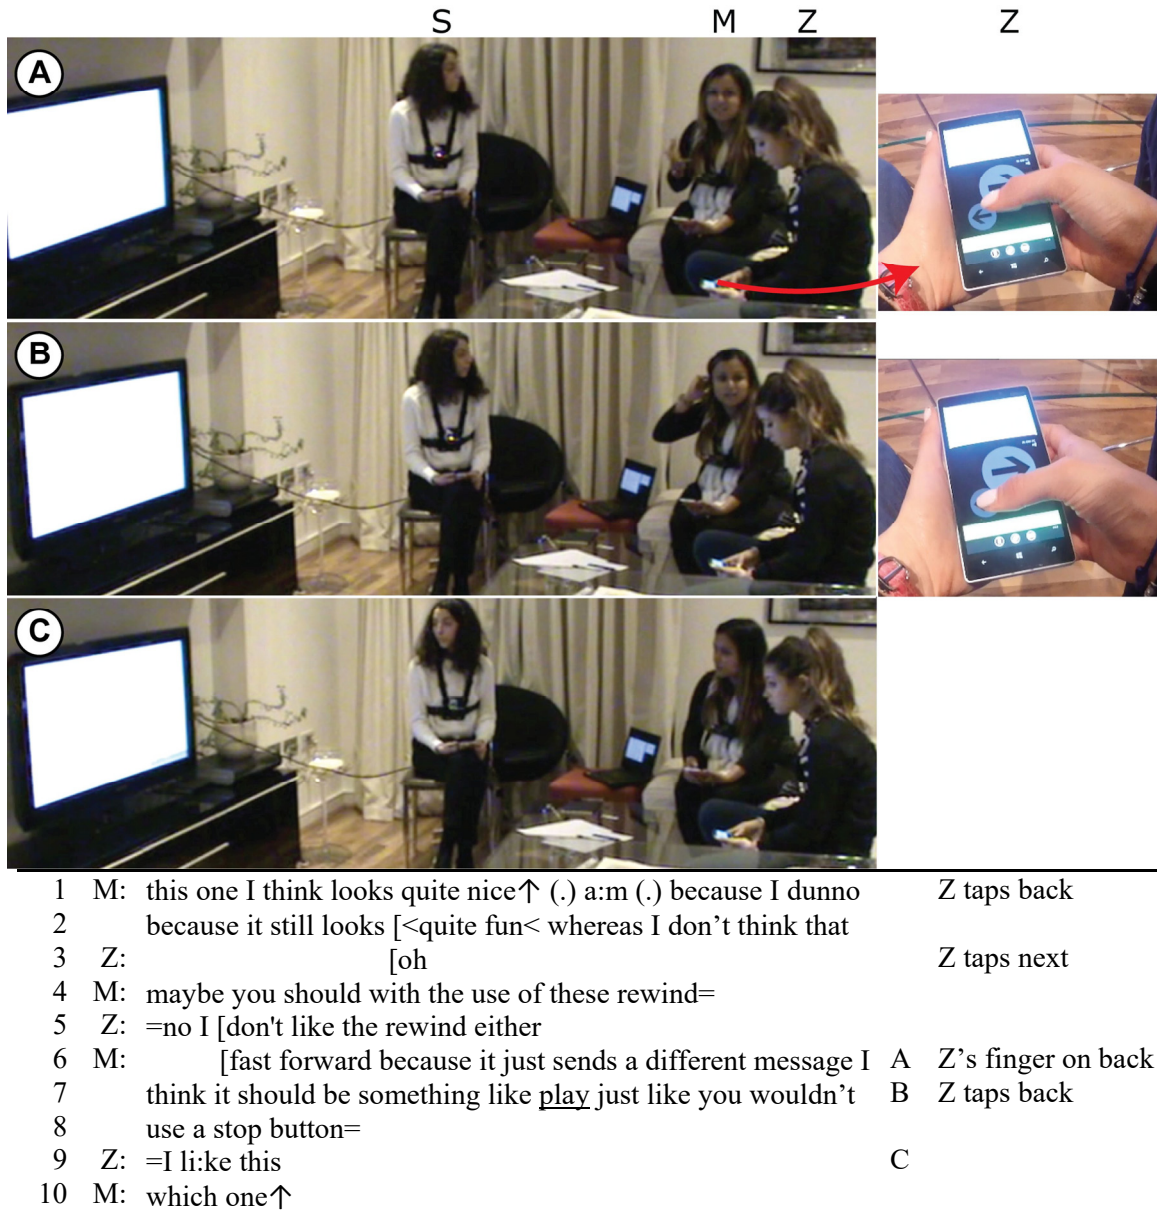 S M Z Z
A
B
C
1 M: this one I think looks quite nice↑ (.) a:m (.) because I dunno Z taps back
2 because it still looks [<quite fun< whereas I don’t think that
3 Z: [oh Z taps next
4 M: maybe you should with the use of these rewind=
5 Z: =no I [don't like the rewind either
6 M: [fast forward because it just sends a different message I A Z’s finger on back
7 think it should be something like play just like you wouldn’t B Z taps back
8 use a stop button=
9 Z: =I li:ke this C
10 M: which one↑